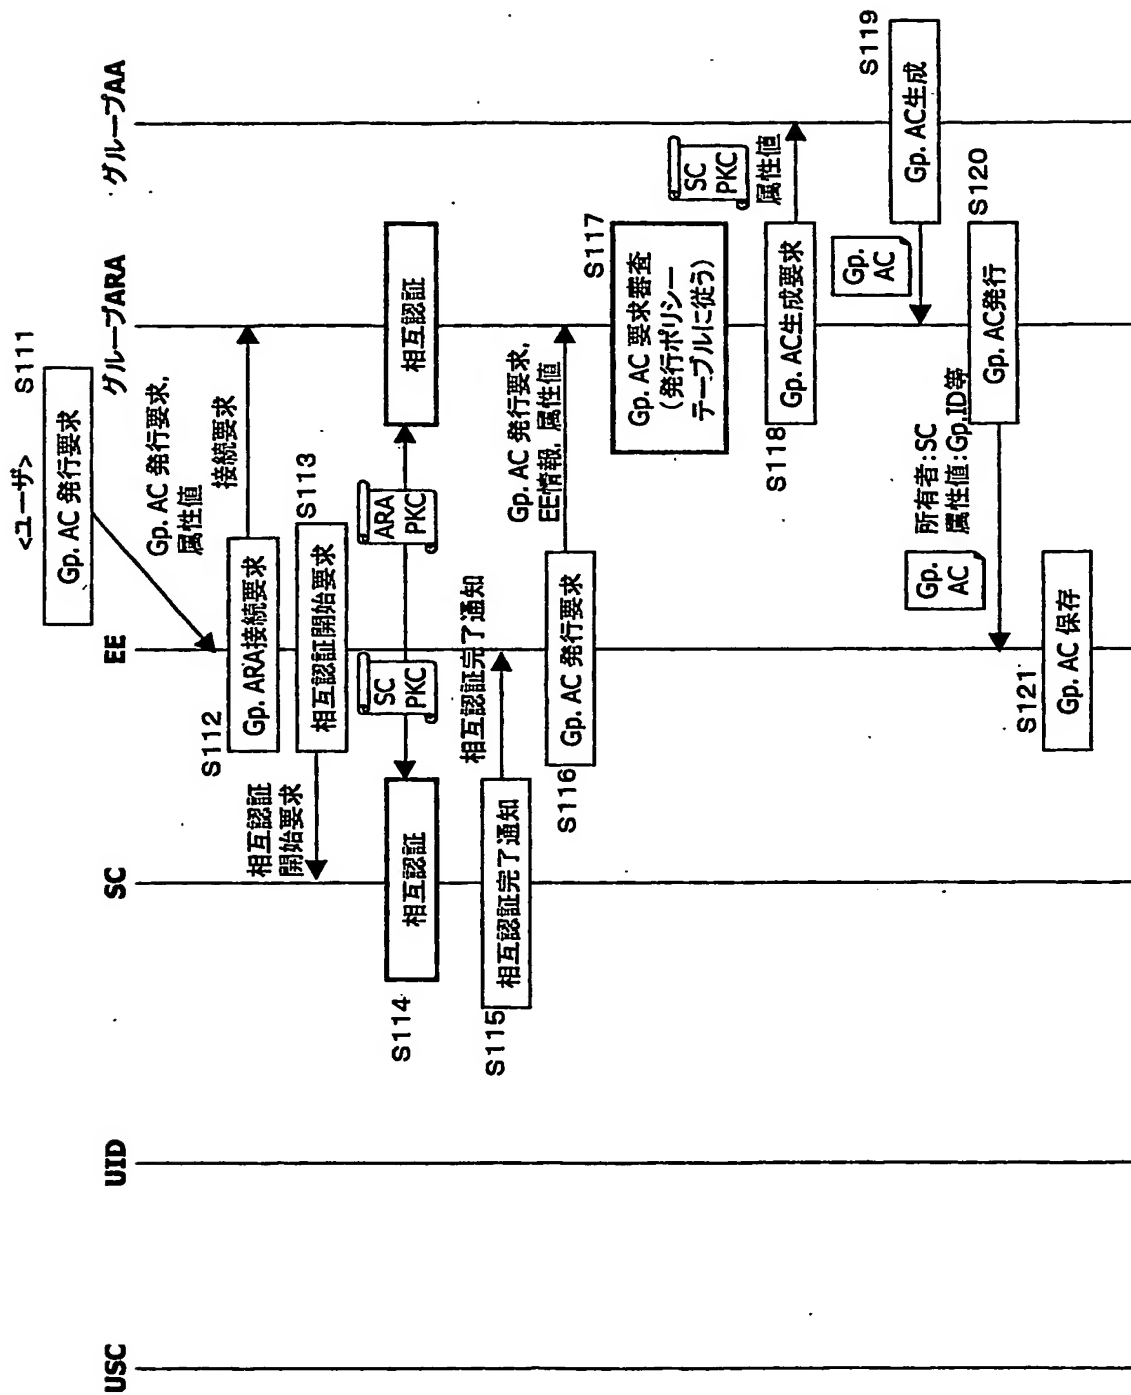 USC
UID
SC
EE
グループARA
グループAA
<ユーザ>
S111
Gp. AC 発行要求
Gp. AC 発行要求,
属性値
接続要求
S112
Gp. ARA接続要求
S113
相互認証開始要求
相互認証
開始要求
S114
相互認証
SC
PKC
ARA
PKC
相互認証
S115
相互認証完了通知
相互認証完了通知
S116
Gp. AC 発行要求
Gp. AC 発行要求,
EE情報, 属性値
S117
Gp. AC 要求審査
(発行ポリシー
テーブルに従う)
S118
Gp. AC生成要求
SC
PKC
属性値
S119
Gp. AC生成
Gp.
AC
S120
Gp. AC発行
所有者:SC
属性値:Gp.ID等
Gp.
AC
S121
Gp. AC 保存